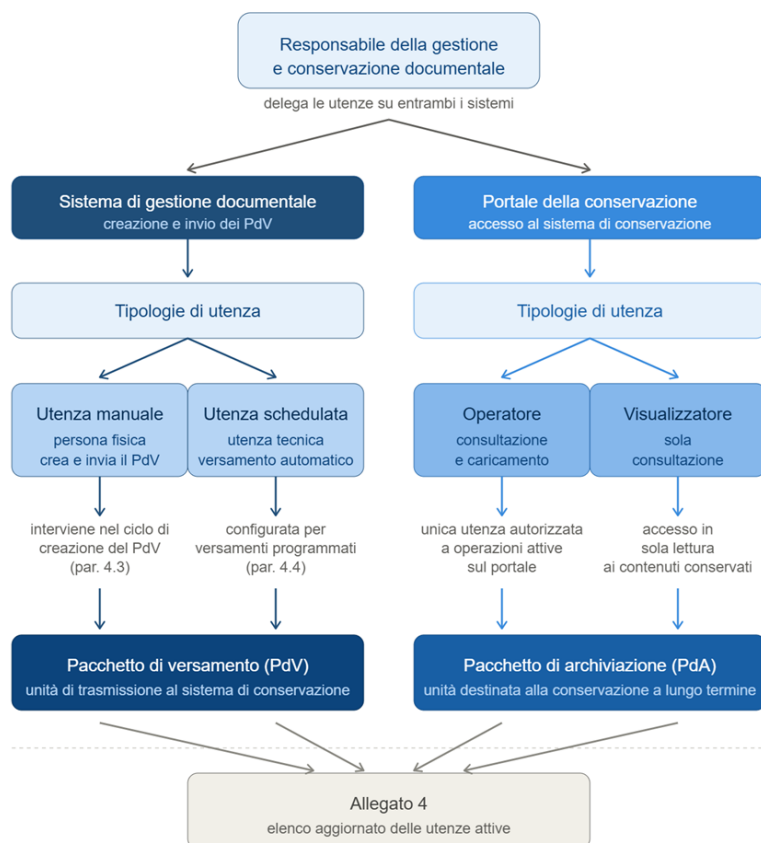 Responsabile della gestione
e conservazione documentale
delega le utenze su entrambi i sistemi
Sistema di gestione documentale
creazione e invio dei PdV
Portale della conservazione
accesso al sistema di conservazione
Tipologie di utenza
Tipologie di utenza
Utenza manuale
persona fisica
crea e invia il PdV
Utenza schedulata
utenza tecnica
versamento automatico
Operatore
consultazione
e caricamento
Visualizzatore
sola
consultazione
interviene nel ciclo di
creazione del PdV
(par. 4.3)
configurata per
versamenti programmati
(par. 4.4)
unica utenza autorizzata
a operazioni attive
sul portale
accesso in
sola lettura
ai contenuti conservati
Pacchetto di versamento (PdV)
unità di trasmissione al sistema di conservazione
Pacchetto di archiviazione (PdA)
unità destinata alla conservazione a lungo termine
Allegato 4
elenco aggiornato delle utenze attive